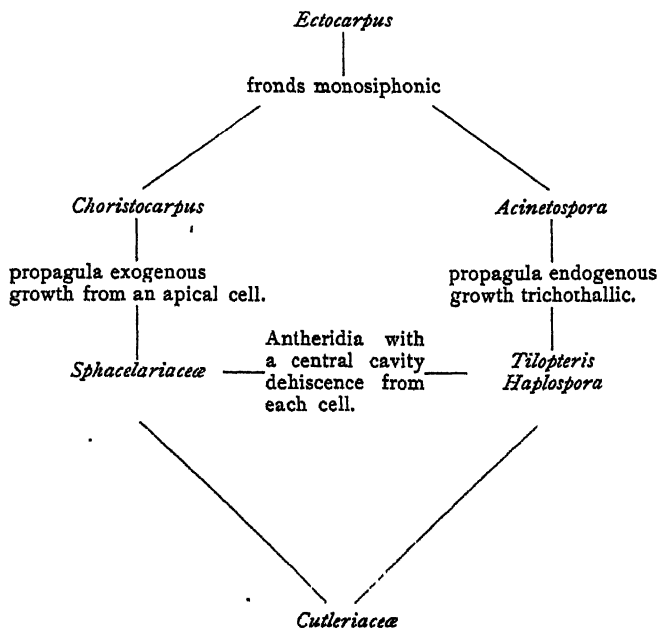 Ectocarpus
fronds monosiphonic
Choristocarpus
Acinetospora
propagula exogenous
growth from an apical cell.
propagula endogenous
growth trichothallic.
Sphacelariaceæ
Antheridia with
a central cavity
dehiscence from
each cell.
Tilopteris
Haplospora
Cutleriaceæ